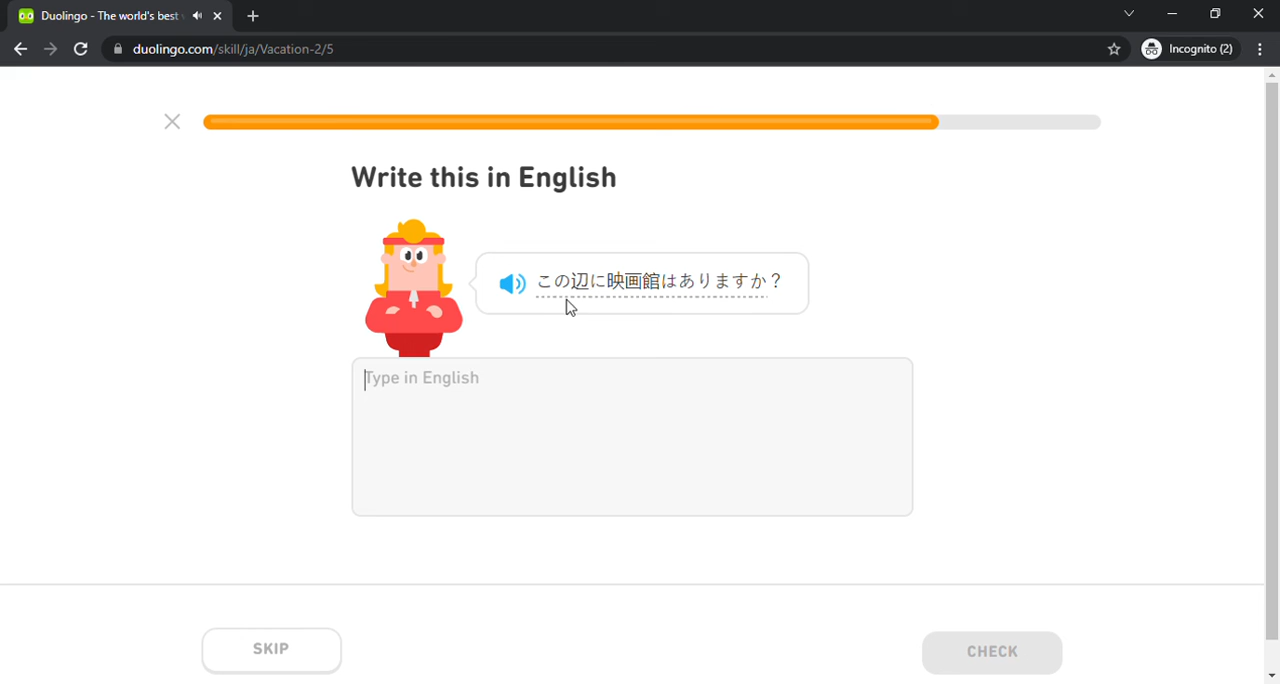 Duolingo - The world's best
duolingo.com/skill/ja/Vacation-2/5
Incognito (2)
Write this in English
この辺に映画館はありますか？
Type in English
SKIP
CHECK